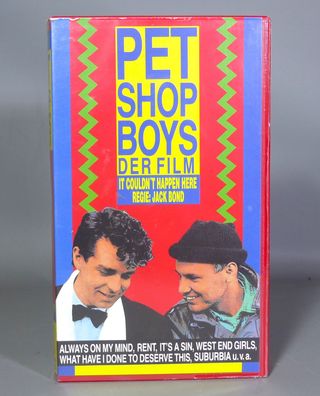 PET
SHOP
BOYS
DER FILM
IT COULDN'T HAPPEN HERE
REGIE: JACK BOND
ALWAYS ON MY MIND, RENT, IT'S A SIN, WEST END GIRLS,
WHAT HAVE I DONE TO DESERVE THIS, SUBURBIA u.v.a.